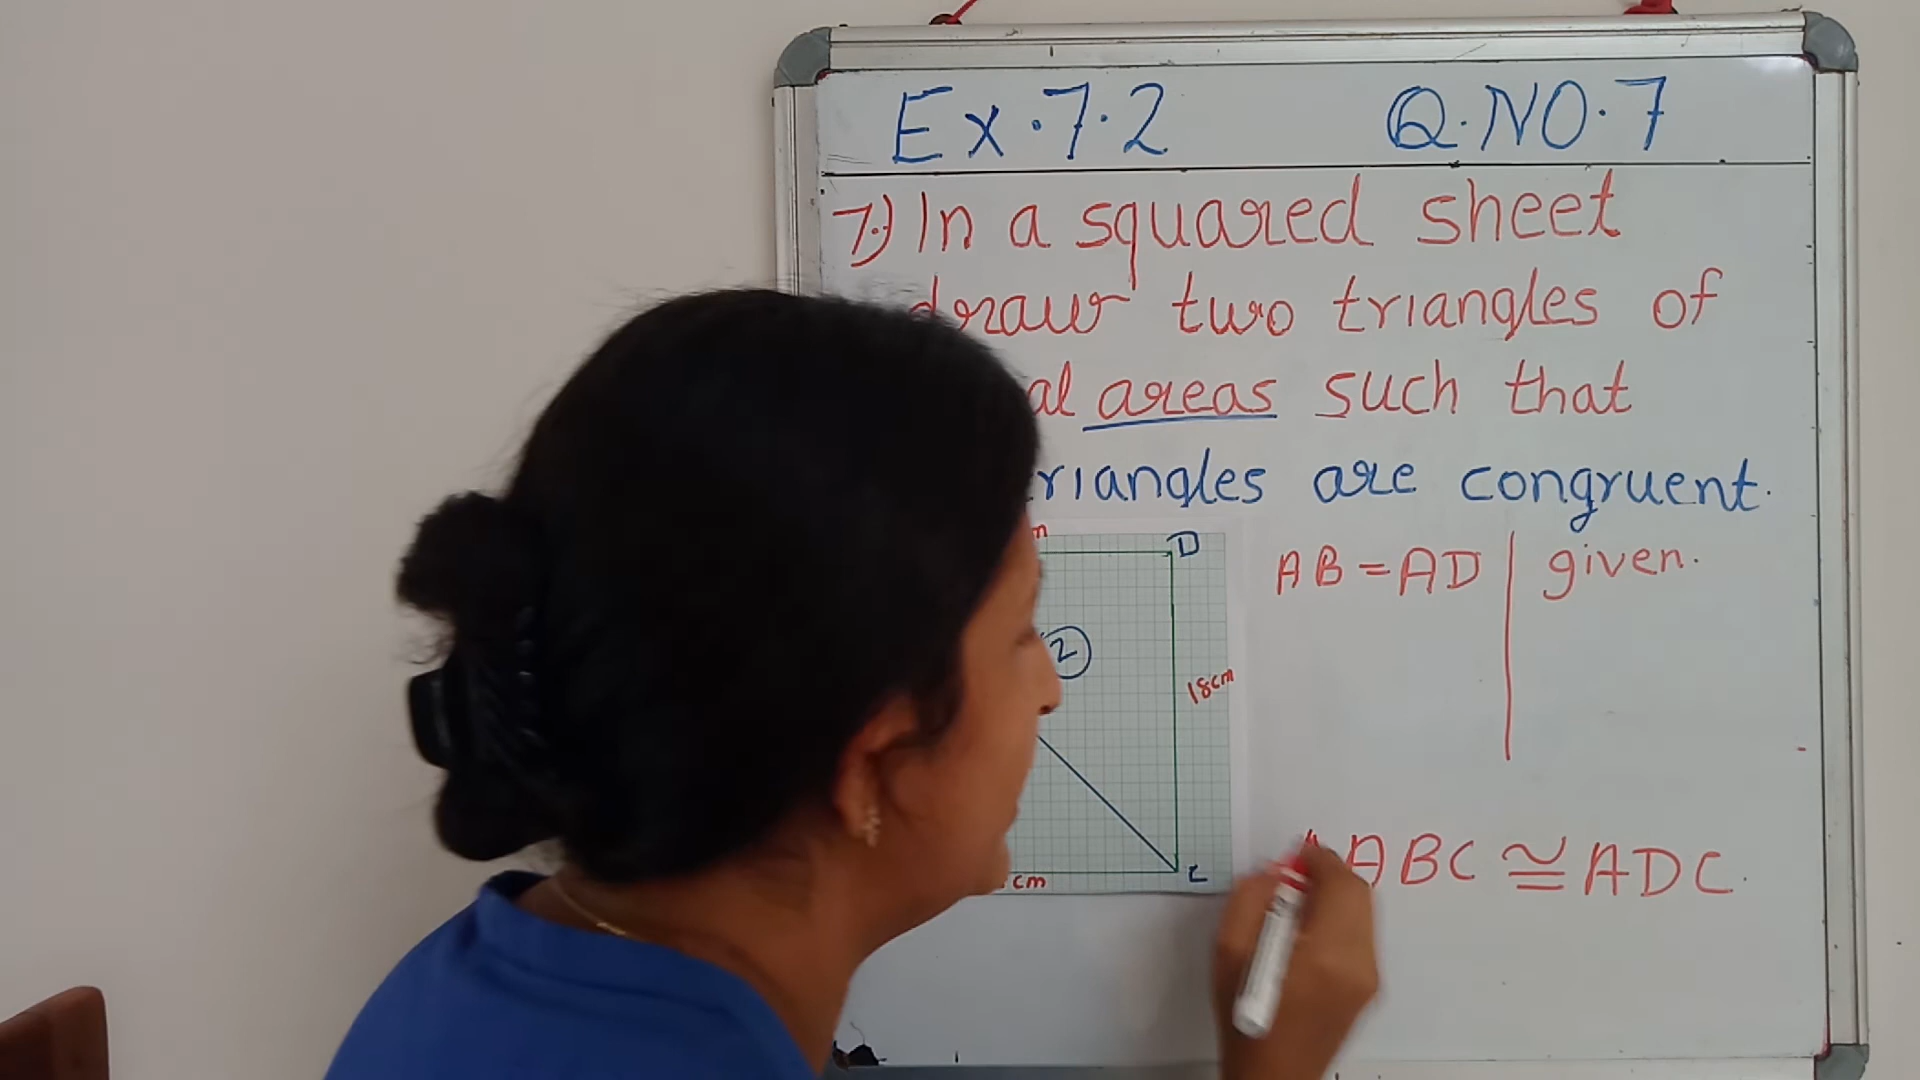 Ex.7.2 Q.NO.7
7.) In a squared sheet
draw two triangles of
al areas such that
riangles are congruent.
D
AB = AD given.
2
18cm
ABC ≅ ADC.
cm